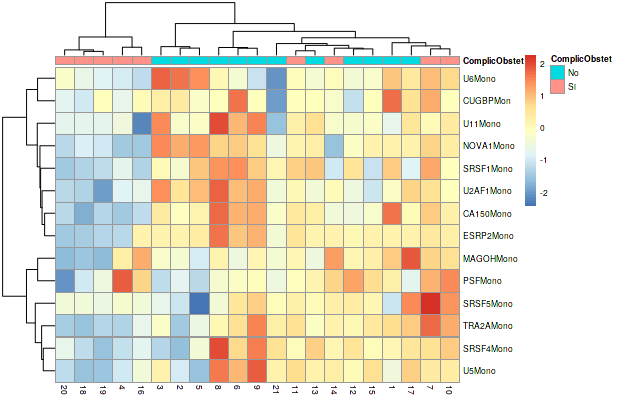 ComplicObstet
U6Mono
CUGBPMon
U11Mono
NOVA1Mono
SRSF1Mono
U2AF1Mono
CA150Mono
ESRP2Mono
MAGOHMono
PSFMono
SRSF5Mono
TRA2AMono
SRSF4Mono
U5Mono
20 18 19 4 16 3 2 5 8 6 9 21 11 13 14 12 15 1 17 7 10
2
1
0
-1
-2
ComplicObstet
No
SI